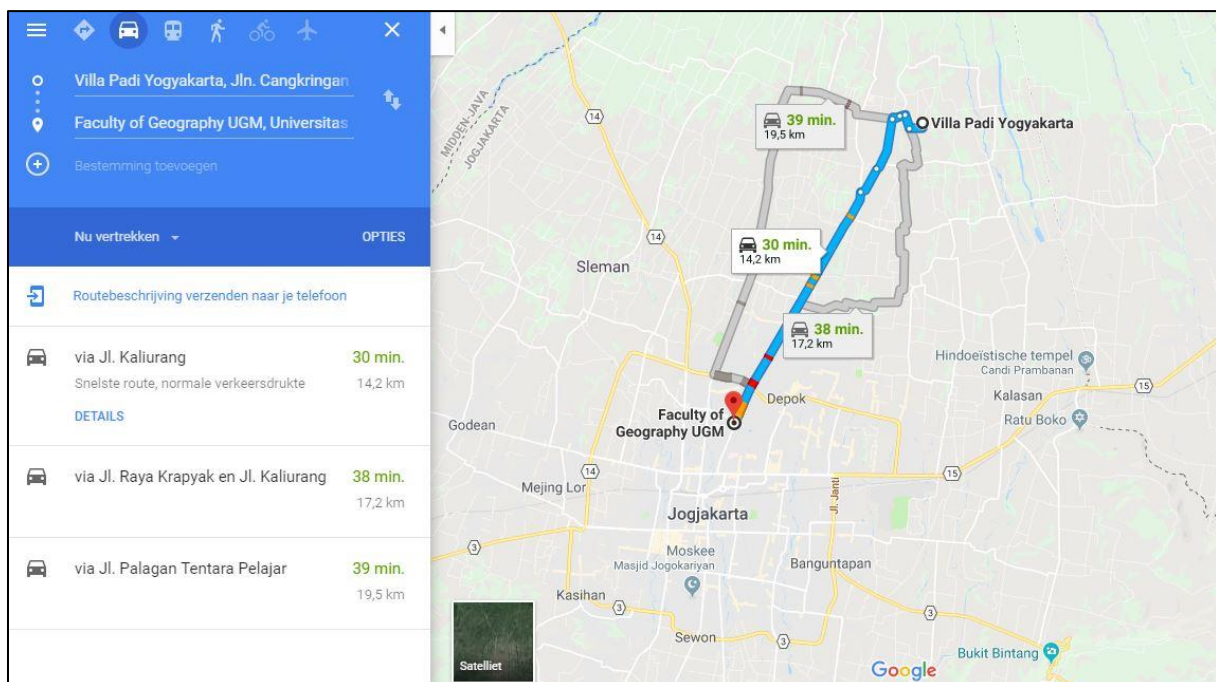 Villa Padi Yogyakarta, Jln. Cangkringan
Faculty of Geography UGM, Universitas
Bestemming toevoegen
Nu vertrekken
OPTIES
Routebeschrijving verzenden naar je telefoon
via Jl. Kaliurang
30 min.
Snelste route, normale verkeersdrukte
14,2 km
DETAILS
via Jl. Raya Krapyak en Jl. Kaliurang
38 min.
17,2 km
via Jl. Palagan Tentara Pelajar
39 min.
19,5 km
MIDDEN-JAVA
JOGJAKARTA
14
39 min.
19,5 km
Villa Padi Yogyakarta
14
30 min.
14,2 km
Sleman
38 min.
17,2 km
Hindoeïstische tempel
Candi Prambanan
15
Kalasan
Depok
Faculty of
Geography UGM
Ratu Boko
Godean
14
15
Mejing Lor
Jl. Janti
Jogjakarta
3
Moskee
Masjid Jogokariyan
Banguntapan
Kasihan
3
3
Sewon
3
Bukit Bintang
Satelliet
Google